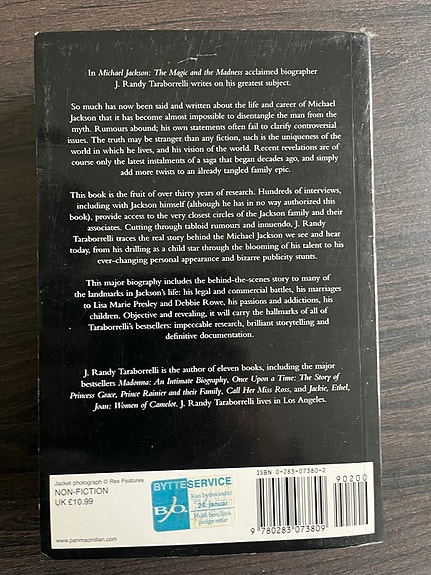 In Michael Jackson: The Magic and the Madness acclaimed biographer
J. Randy Taraborrelli writes on his greatest subject.
So much has now been said and written about the life and career of Michael
Jackson that it has become almost impossible to disentangle the man from the
myth. Rumours abound; his own statements often fail to clarify controversial
issues. The truth may be stranger than any fiction, such is the uniqueness of the
world in which he lives, and his vision of the world. Recent revelations are of
course only the latest instalments of a saga that began decades ago, and simply
add more twists to an already tangled family epic.
This book is the fruit of over thirty years of research. Hundreds of interviews,
including with Jackson himself (although he has in no way authorized this
book), provide access to the very closest circles of the Jackson family and their
associates. Cutting through tabloid rumours and innuendo, J. Randy
Taraborrelli traces the real story behind the Michael Jackson we see and hear
today, from his drilling as a child star through the blooming of his talent to his
ever-changing personal appearance and bizarre publicity stunts.
This major biography includes the behind-the-scenes story to many of
the landmarks in Jackson's life: his legal and commercial battles, his marriages
to Lisa Marie Presley and Debbie Rowe, his passions and addictions, his
children. Objective and revealing, it will carry the hallmarks of all of
Taraborrelli's bestsellers: impeccable research, brilliant storytelling and
definitive documentation.
J. Randy Taraborrelli is the author of eleven books, including the major
bestsellers Madonna: An Intimate Biography, Once Upon a Time: The Story of
Princess Grace, Prince Rainier and their Family, Call Her Miss Ross, and Jackie, Ethel,
Joan: Women of Camelot. J. Randy Taraborrelli lives in Los Angeles.
Jacket photograph © Rex Features
NON-FICTION
UK £10.99
www.panmacmillan.com
BYTTESERVICE
Kan byttes inntil
24. januar
Husk bong hvis
penge-retur
ISBN 0-283-07380-2
90200
9 780283 073809